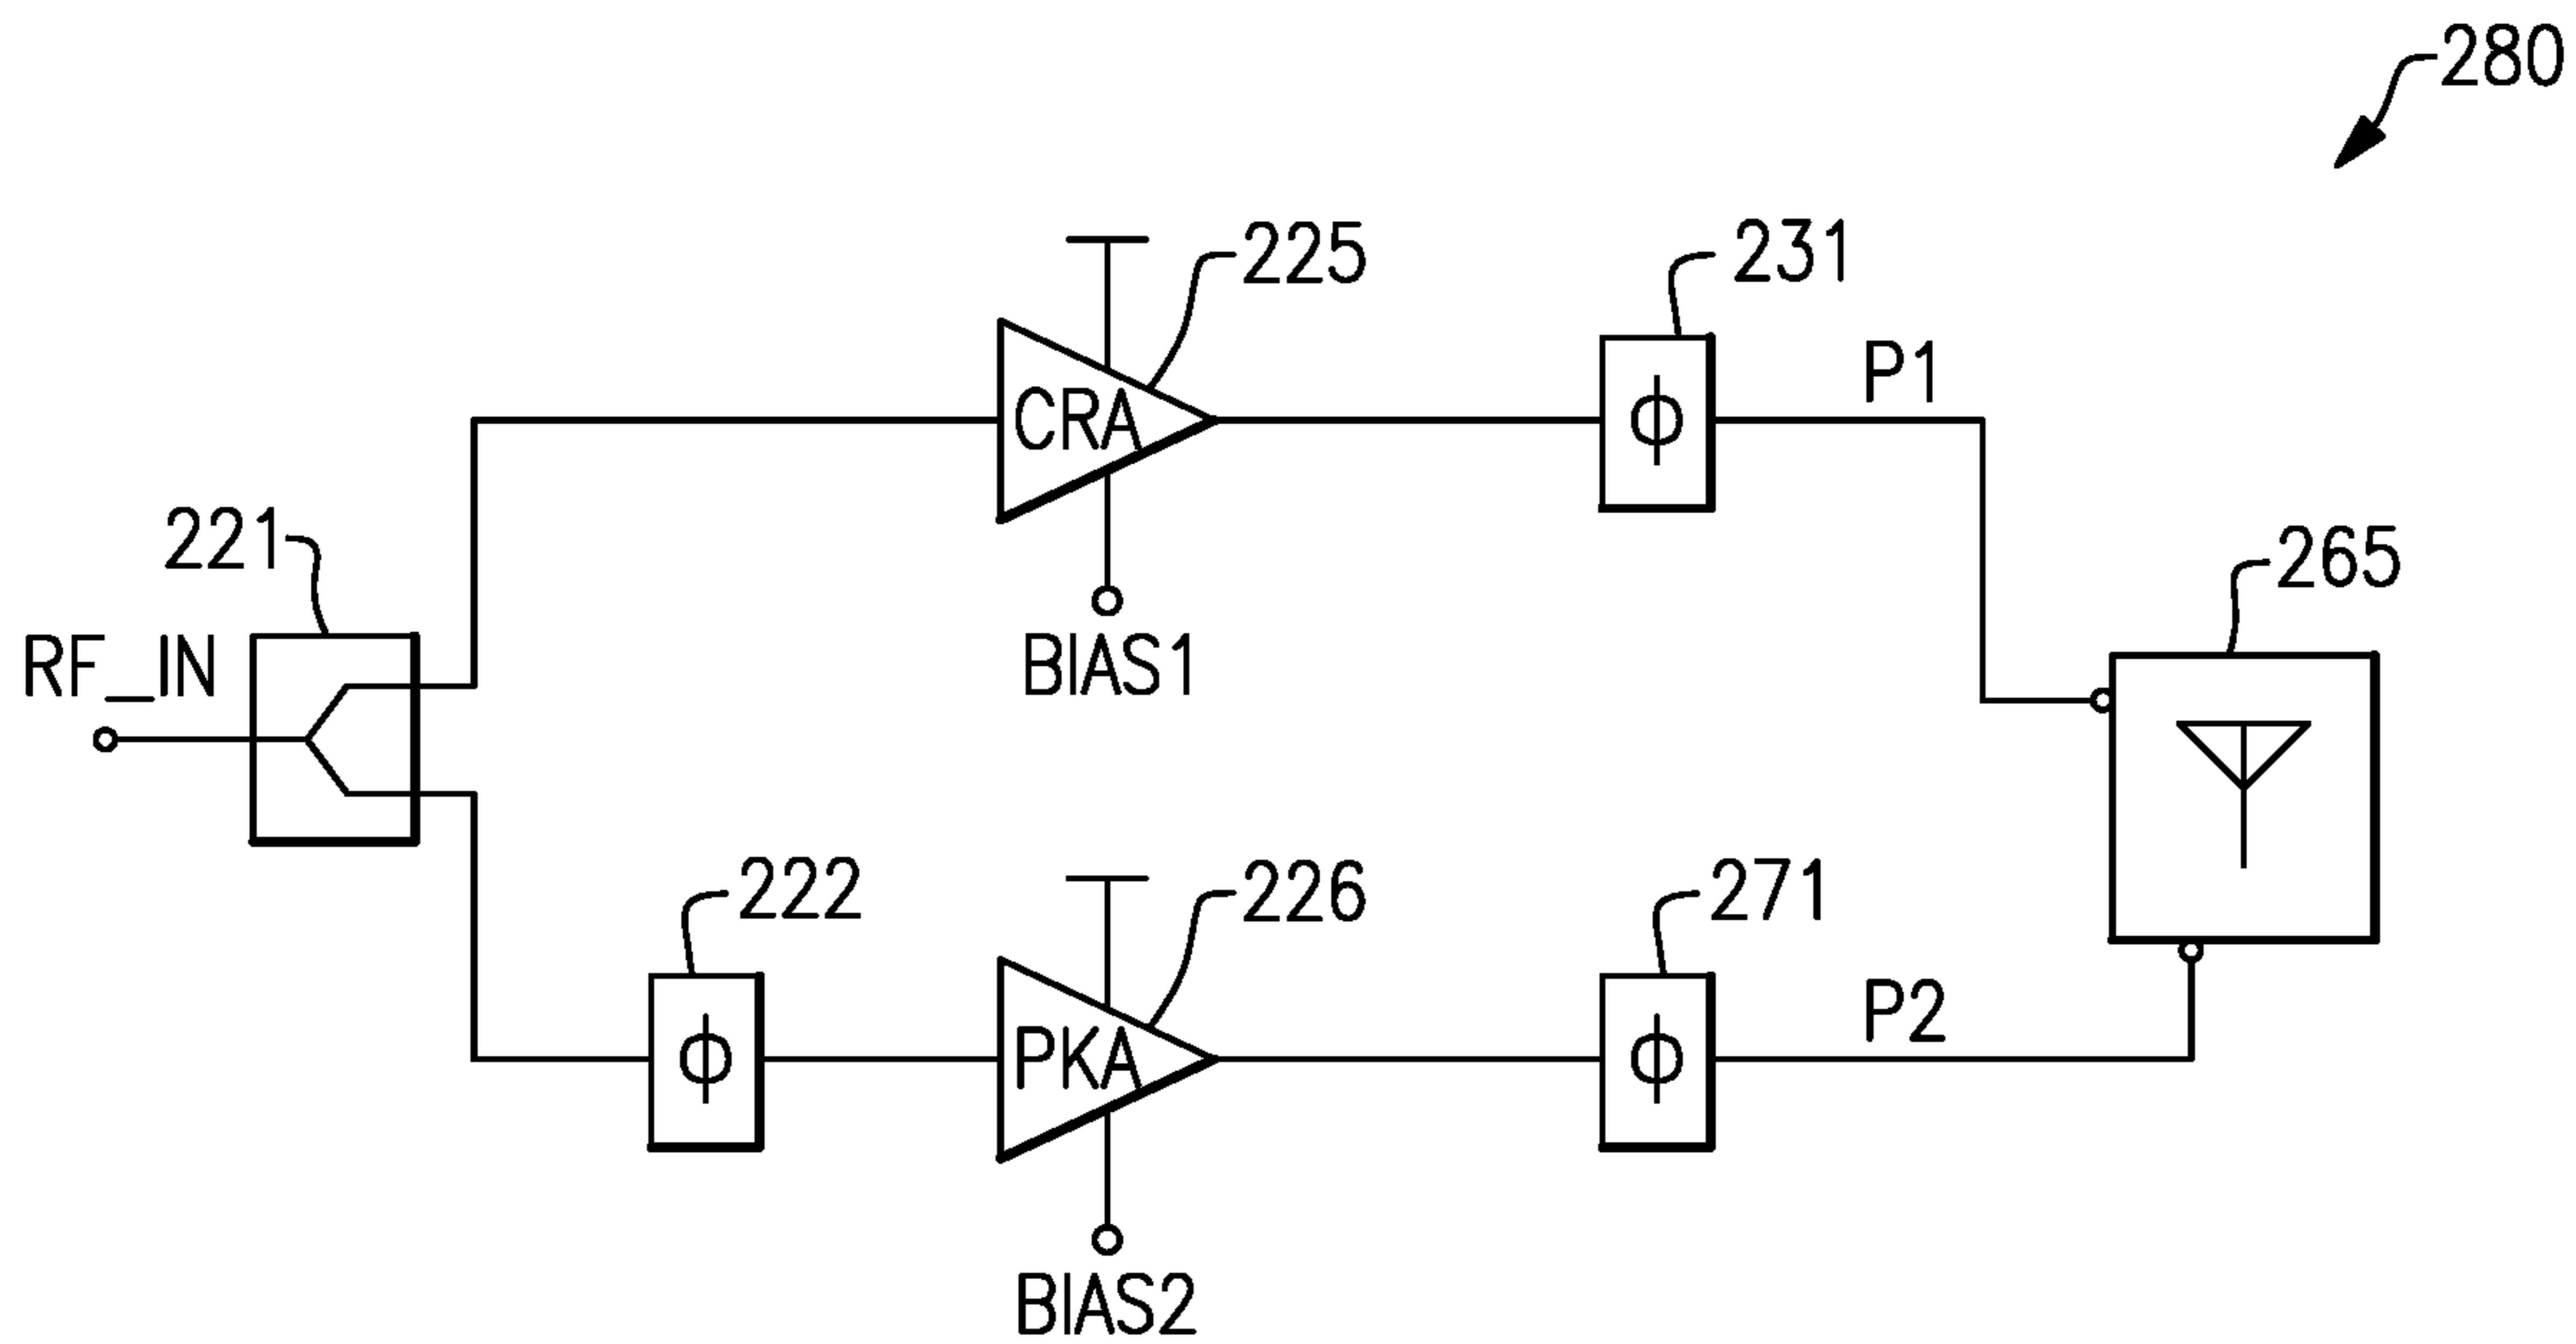 280
225
231
CRA
Φ
P1
221
265
RF_IN
BIAS1
222
226
271
Φ
PKA
Φ
P2
BIAS2